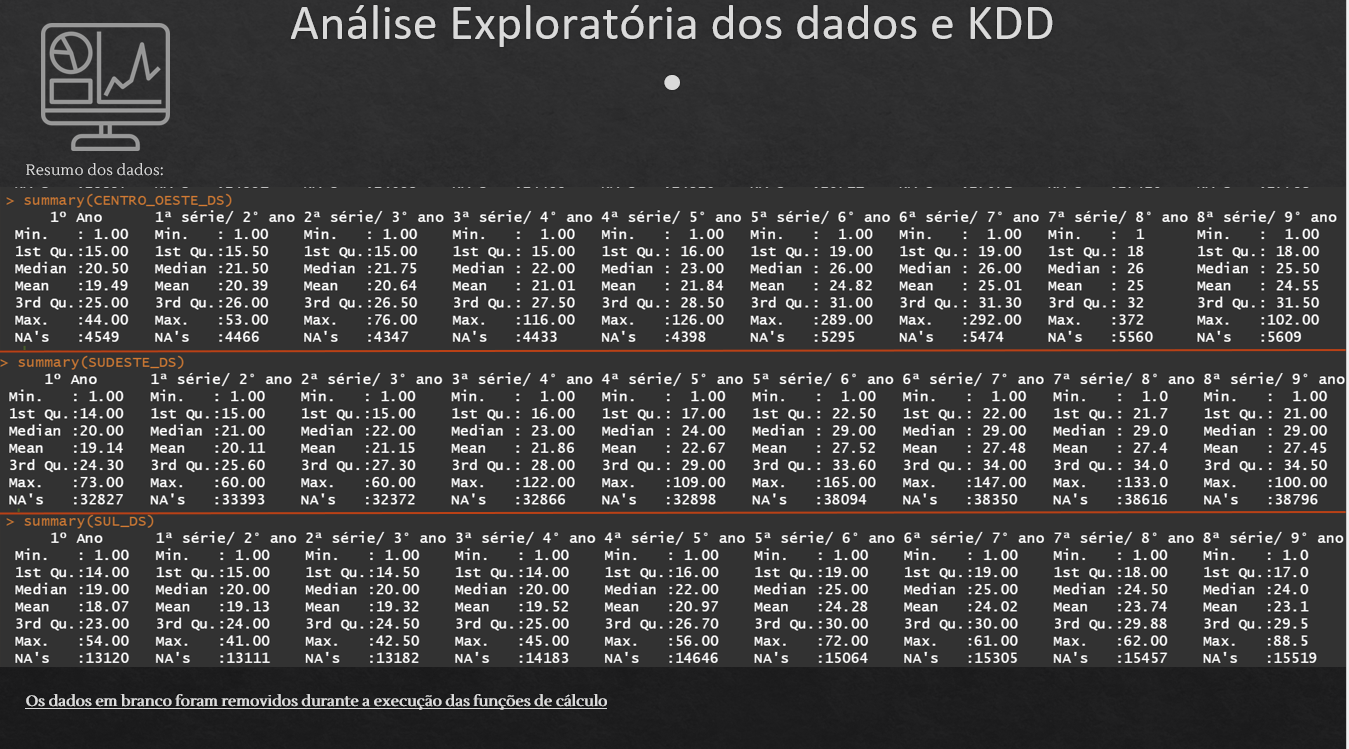 Análise Exploratória dos dados e KDD
Resumo dos dados:
> summary(CENTRO_OESTE_DS)
1º Ano 1ª série/ 2° ano 2ª série/ 3° ano 3ª série/ 4° ano 4ª série/ 5° ano 5ª série/ 6° ano 6ª série/ 7° ano 7ª série/ 8° ano 8ª série/ 9° ano
Min. : 1.00 Min. : 1.00 Min. : 1.00 Min. : 1.00 Min. : 1.00 Min. : 1.00 Min. : 1.00 Min. : 1 Min. : 1.00
1st Qu.:15.00 1st Qu.:15.50 1st Qu.:15.00 1st Qu.: 15.00 1st Qu.: 16.00 1st Qu.: 19.00 1st Qu.: 19.00 1st Qu.: 18 1st Qu.: 18.00
Median :20.50 Median :21.50 Median :21.75 Median : 22.00 Median : 23.00 Median : 26.00 Median : 26.00 Median : 26 Median : 25.50
Mean :19.49 Mean :20.39 Mean :20.64 Mean : 21.01 Mean : 21.84 Mean : 24.82 Mean : 25.01 Mean : 25 Mean : 24.55
3rd Qu.:25.00 3rd Qu.:26.00 3rd Qu.:26.50 3rd Qu.: 27.50 3rd Qu.: 28.50 3rd Qu.: 31.00 3rd Qu.: 31.30 3rd Qu.: 32 3rd Qu.: 31.50
Max. :44.00 Max. :53.00 Max. :76.00 Max. :116.00 Max. :126.00 Max. :289.00 Max. :292.00 Max. :372 Max. :102.00
NA's :4549 NA's :4466 NA's :4347 NA's :4433 NA's :4398 NA's :5295 NA's :5474 NA's :5560 NA's :5609
> summary(SUDESTE_DS)
1º Ano 1ª série/ 2° ano 2ª série/ 3° ano 3ª série/ 4° ano 4ª série/ 5° ano 5ª série/ 6° ano 6ª série/ 7° ano 7ª série/ 8° ano 8ª série/ 9° ano
Min. : 1.00 Min. : 1.00 Min. : 1.00 Min. : 1.00 Min. : 1.00 Min. : 1.00 Min. : 1.00 Min. : 1.0 Min. : 1.00
1st Qu.:14.00 1st Qu.:15.00 1st Qu.:15.00 1st Qu.: 16.00 1st Qu.: 17.00 1st Qu.: 22.50 1st Qu.: 22.00 1st Qu.: 21.7 1st Qu.: 21.00
Median :20.00 Median :21.00 Median :22.00 Median : 23.00 Median : 24.00 Median : 29.00 Median : 29.00 Median : 29.0 Median : 29.00
Mean :19.14 Mean :20.11 Mean :21.15 Mean : 21.86 Mean : 22.67 Mean : 27.52 Mean : 27.48 Mean : 27.4 Mean : 27.45
3rd Qu.:24.30 3rd Qu.:25.60 3rd Qu.:27.30 3rd Qu.: 28.00 3rd Qu.: 29.00 3rd Qu.: 33.60 3rd Qu.: 34.00 3rd Qu.: 34.0 3rd Qu.: 34.50
Max. :73.00 Max. :60.00 Max. :60.00 Max. :122.00 Max. :109.00 Max. :165.00 Max. :147.00 Max. :133.0 Max. :100.00
NA's :32827 NA's :33393 NA's :32372 NA's :32866 NA's :32898 NA's :38094 NA's :38350 NA's :38616 NA's :38796
> summary(SUL_DS)
1º Ano 1ª série/ 2° ano 2ª série/ 3° ano 3ª série/ 4° ano 4ª série/ 5° ano 5ª série/ 6° ano 6ª série/ 7° ano 7ª série/ 8° ano 8ª série/ 9° ano
Min. : 1.00 Min. : 1.00 Min. : 1.00 Min. : 1.00 Min. : 1.00 Min. : 1.00 Min. : 1.00 Min. : 1.00 Min. : 1.0
1st Qu.:14.00 1st Qu.:15.00 1st Qu.:14.50 1st Qu.:14.00 1st Qu.:16.00 1st Qu.:19.00 1st Qu.:19.00 1st Qu.:18.00 1st Qu.:17.0
Median :19.00 Median :20.00 Median :20.00 Median :20.00 Median :22.00 Median :25.00 Median :25.00 Median :24.50 Median :24.0
Mean :18.07 Mean :19.13 Mean :19.32 Mean :19.52 Mean :20.97 Mean :24.28 Mean :24.02 Mean :23.74 Mean :23.1
3rd Qu.:23.00 3rd Qu.:24.00 3rd Qu.:24.50 3rd Qu.:25.00 3rd Qu.:26.70 3rd Qu.:30.00 3rd Qu.:30.00 3rd Qu.:29.88 3rd Qu.:29.5
Max. :54.00 Max. :41.00 Max. :42.50 Max. :45.00 Max. :56.00 Max. :72.00 Max. :61.00 Max. :62.00 Max. :88.5
NA's :13120 NA's :13111 NA's :13182 NA's :14183 NA's :14646 NA's :15064 NA's :15305 NA's :15457 NA's :15519
Os dados em branco foram removidos durante a execução das funções de cálculo